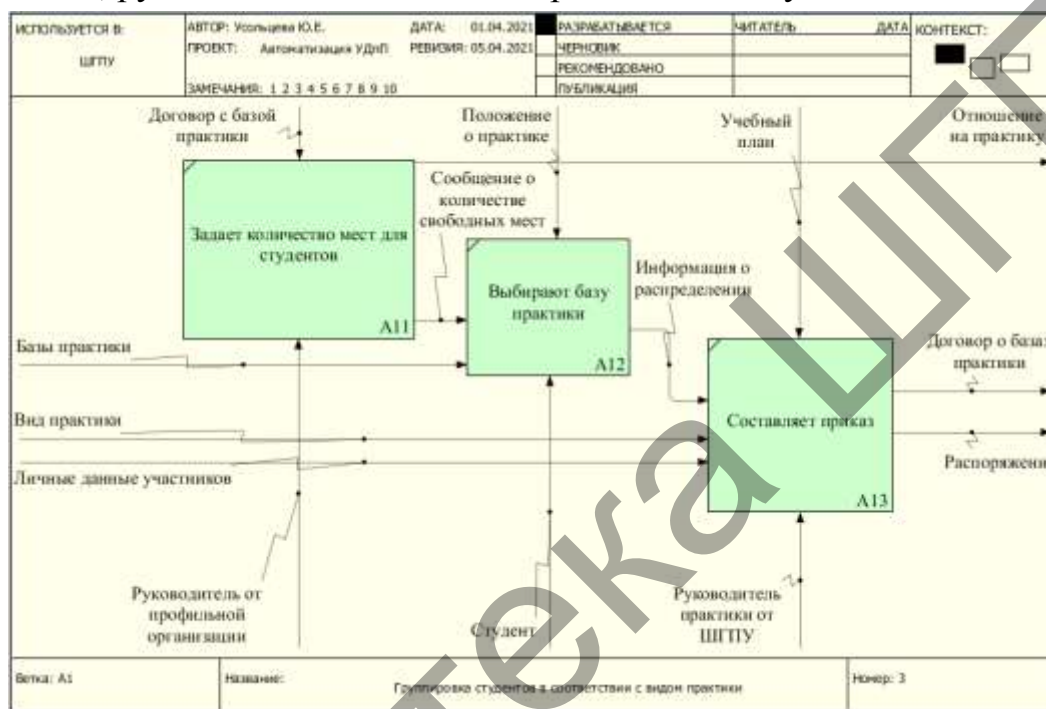 ИСПОЛЬЗУЕТСЯ В:
ШГПУ
АВТОР: Усольцева Ю.Е.
ДАТА: 01.04.2021
ПРОЕКТ: Автоматизация УДпП
РЕВИЗИЯ: 05.04.2021
ЗАМЕЧАНИЯ: 1 2 3 4 5 6 7 8 9 10
РАЗРАБАТЫВАЕТСЯ
ЧЕРНОВИК
РЕКОМЕНДОВАНО
ПУБЛИКАЦИЯ
ЧИТАТЕЛЬ
ДАТА
КОНТЕКСТ:
Договор с базой
практики
Положение
о практике
Учебный
план
Отношение
на практику
Задает количество мест для
студентов
A11
Сообщение о
количестве
свободных мест
Выбирают базу
практики
A12
Информация о
распределении
Базы практики
Вид практики
Личные данные участников
Составляет приказ
A13
Договор о базах
практики
Распоряжени
Руководитель от
профильной
организации
Студент
Руководитель
практики от
ШГПУ
Ветка: A1
Название:
Группировка студентов в соответствии с видом практики
Номер: 3